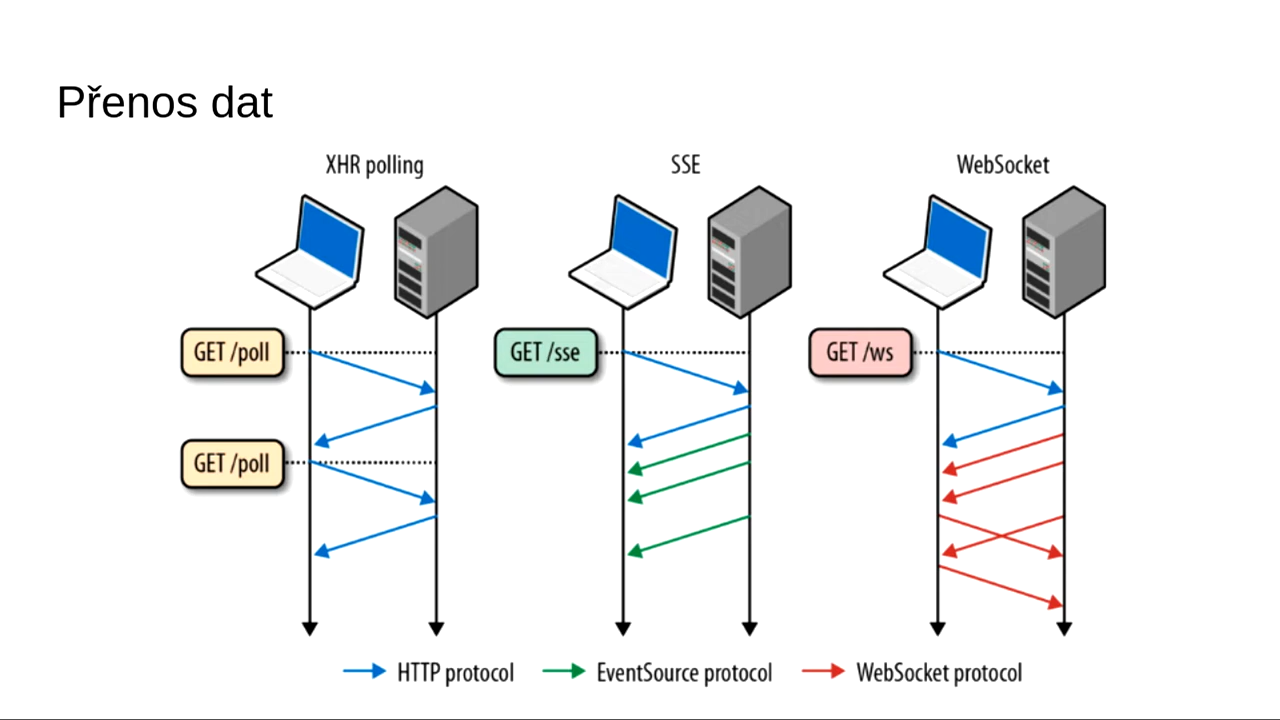 Přenos dat
XHR polling
SSE
WebSocket
GET /poll
GET /sse
GET /ws
GET /poll
HTTP protocol
EventSource protocol
WebSocket protocol